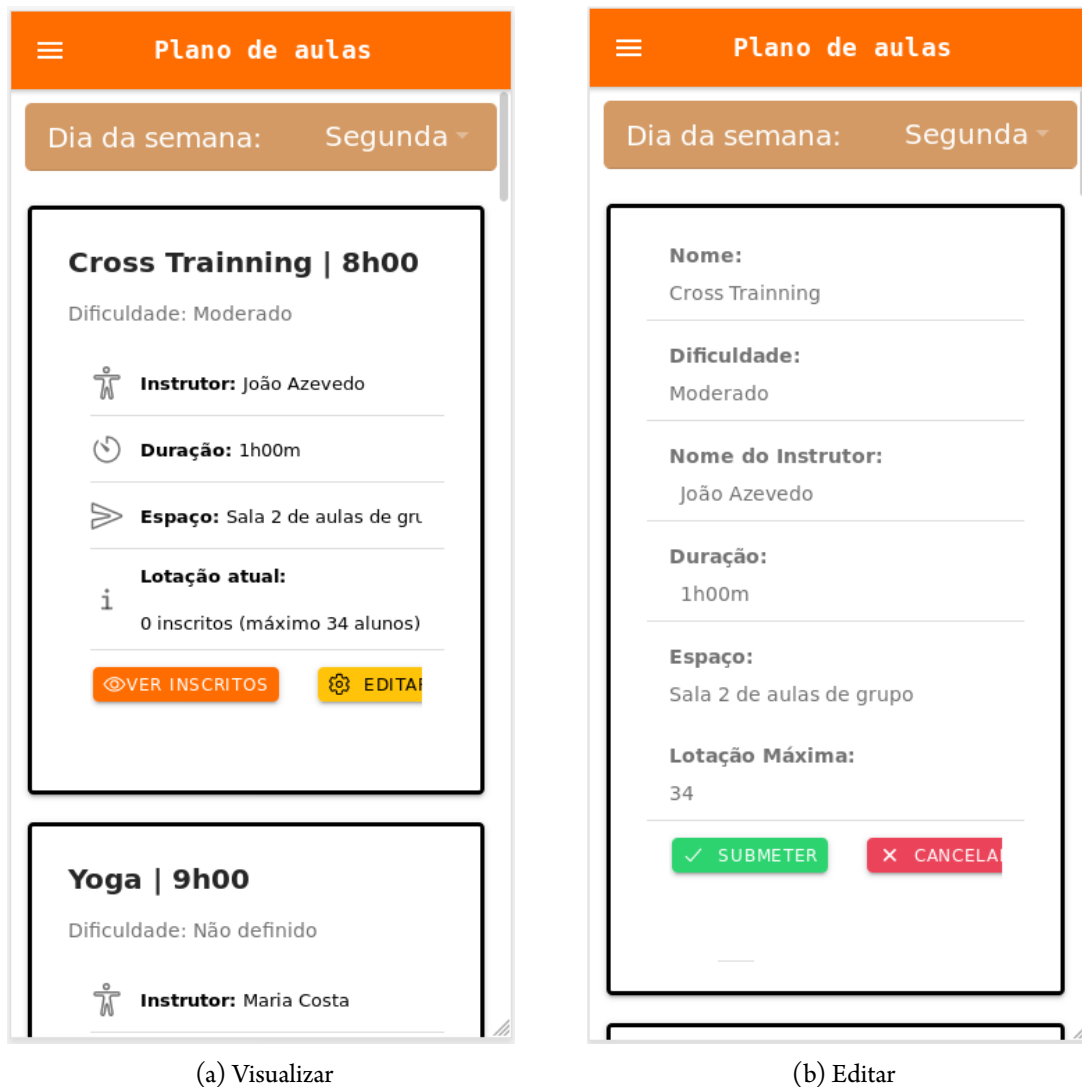 Plano de aulas
Dia da semana: Segunda
Cross Trainning | 8h00
Dificuldade: Moderado
Instrutor: João Azevedo
Duração: 1h00m
Espaço: Sala 2 de aulas de gru
Lotação atual:
0 inscritos (máximo 34 alunos)
VER INSCRITOS EDITAR
Yoga | 9h00
Dificuldade: Não definido
Instrutor: Maria Costa
(a) Visualizar
Plano de aulas
Dia da semana: Segunda
Nome:
Cross Trainning
Dificuldade:
Moderado
Nome do Instrutor:
João Azevedo
Duração:
1h00m
Espaço:
Sala 2 de aulas de grupo
Lotação Máxima:
34
SUBMETER CANCELA
(b) Editar